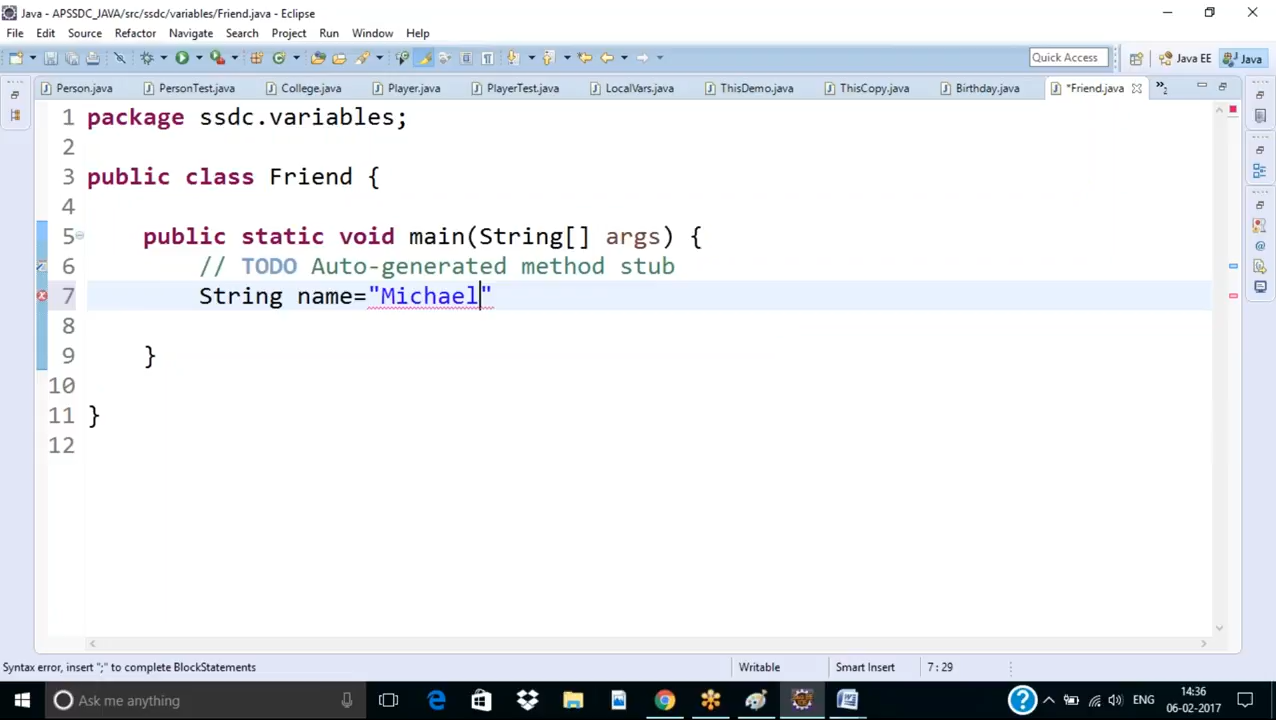 Java - APSSDC_JAVA/src/ssdc/variables/Friend.java - Eclipse
File Edit Source Refactor Navigate Search Project Run Window Help
Quick Access Java EE Java
Person.java PersonTest.java College.java Player.java PlayerTest.java LocalVars.java ThisDemo.java ThisCopy.java Birthday.java *Friend.java »2
1 package ssdc.variables;
2
3 public class Friend {
4
5 public static void main(String[] args) {
6 // TODO Auto-generated method stub
7 String name="Michael"
8
9 }
10
11 }
12
Syntax error, insert ";" to complete BlockStatements Writable Smart Insert 7 : 29
Ask me anything ENG 14:36
06-02-2017